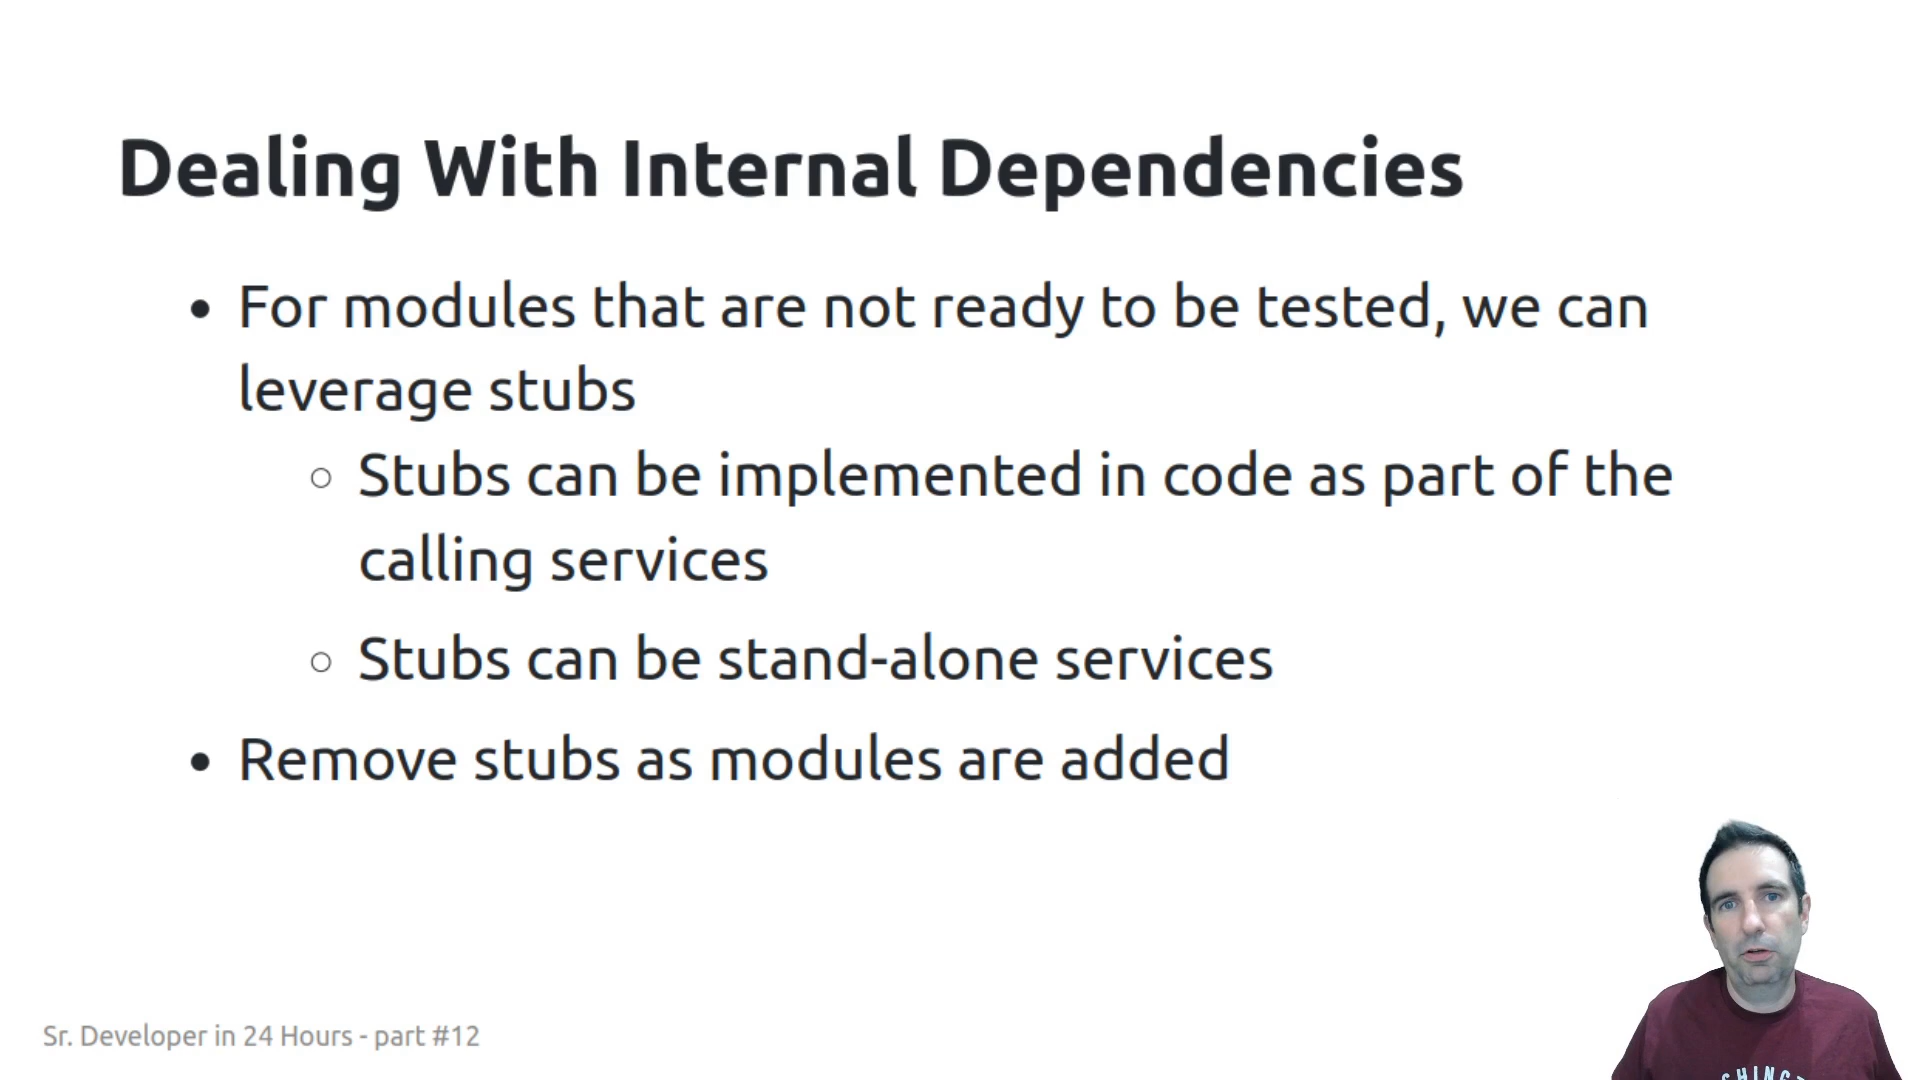 Dealing With Internal Dependencies
• For modules that are not ready to be tested, we can
leverage stubs
○ Stubs can be implemented in code as part of the
calling services
○ Stubs can be stand-alone services
• Remove stubs as modules are added
Sr. Developer in 24 Hours - part #12